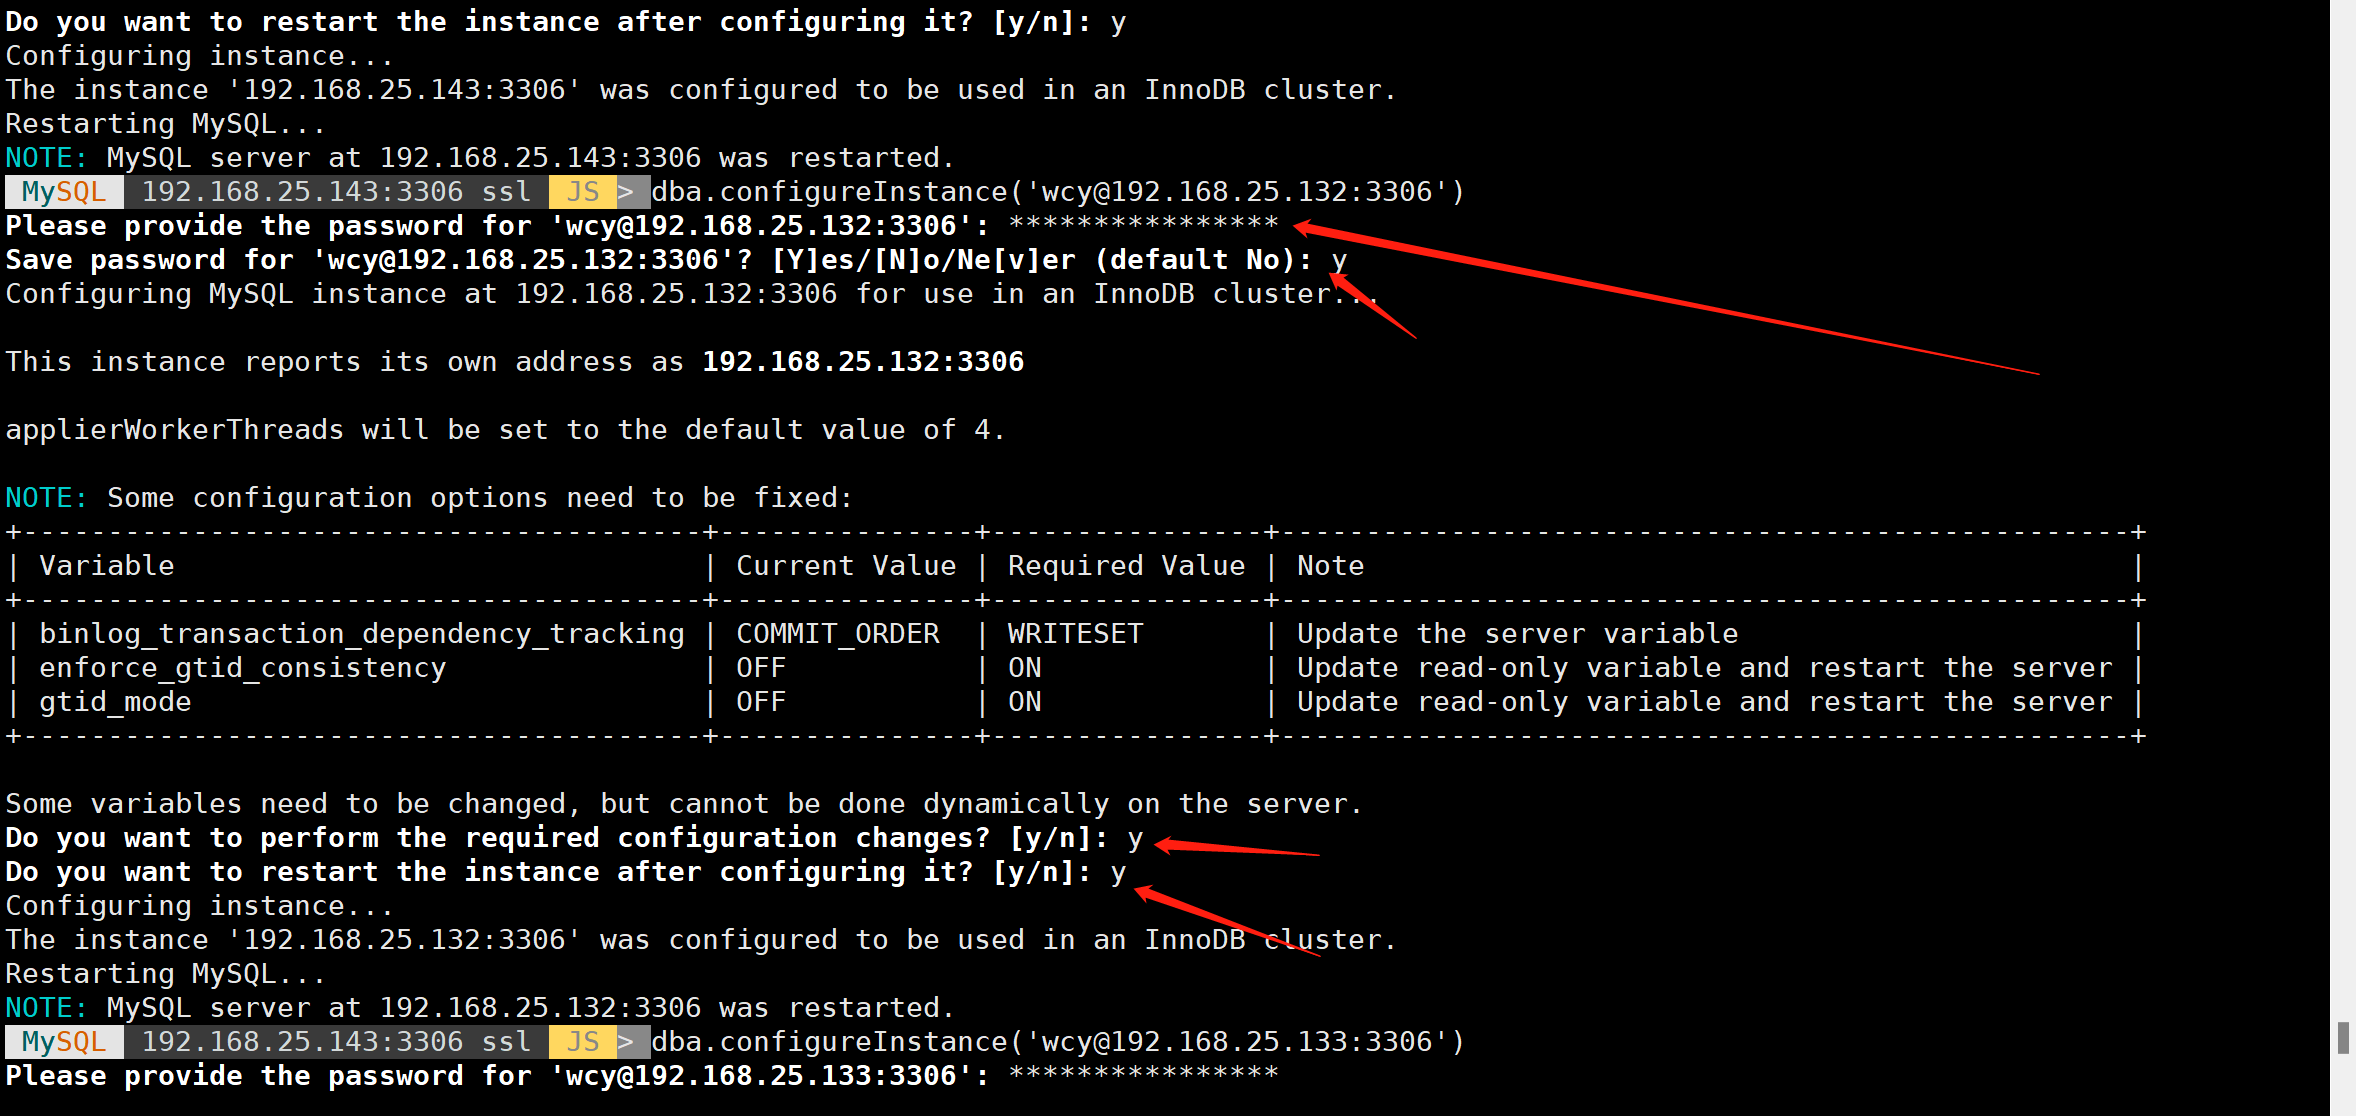 Do you want to restart the instance after configuring it? [y/n]: y
Configuring instance...
The instance '192.168.25.143:3306' was configured to be used in an InnoDB cluster.
Restarting MySQL...
NOTE: MySQL server at 192.168.25.143:3306 was restarted.
MySQL 192.168.25.143:3306 ssl JS > dba.configureInstance('wcy@192.168.25.132:3306')
Please provide the password for 'wcy@192.168.25.132:3306': ****************
Save password for 'wcy@192.168.25.132:3306'? [Y]es/[N]o/Ne[v]er (default No): y
Configuring MySQL instance at 192.168.25.132:3306 for use in an InnoDB cluster...
This instance reports its own address as 192.168.25.132:3306
applierWorkerThreads will be set to the default value of 4.
NOTE: Some configuration options need to be fixed:
+----------------------------------------+---------------+----------------+--------------------------------------------------+
| Variable                               | Current Value | Required Value | Note                                             |
+----------------------------------------+---------------+----------------+--------------------------------------------------+
| binlog_transaction_dependency_tracking | COMMIT_ORDER  | WRITESET       | Update the server variable                       |
| enforce_gtid_consistency               | OFF           | ON             | Update read-only variable and restart the server |
| gtid_mode                              | OFF           | ON             | Update read-only variable and restart the server |
+----------------------------------------+---------------+----------------+--------------------------------------------------+
Some variables need to be changed, but cannot be done dynamically on the server.
Do you want to perform the required configuration changes? [y/n]: y
Do you want to restart the instance after configuring it? [y/n]: y
Configuring instance...
The instance '192.168.25.132:3306' was configured to be used in an InnoDB cluster.
Restarting MySQL...
NOTE: MySQL server at 192.168.25.132:3306 was restarted.
MySQL 192.168.25.143:3306 ssl JS > dba.configureInstance('wcy@192.168.25.133:3306')
Please provide the password for 'wcy@192.168.25.133:3306': ****************